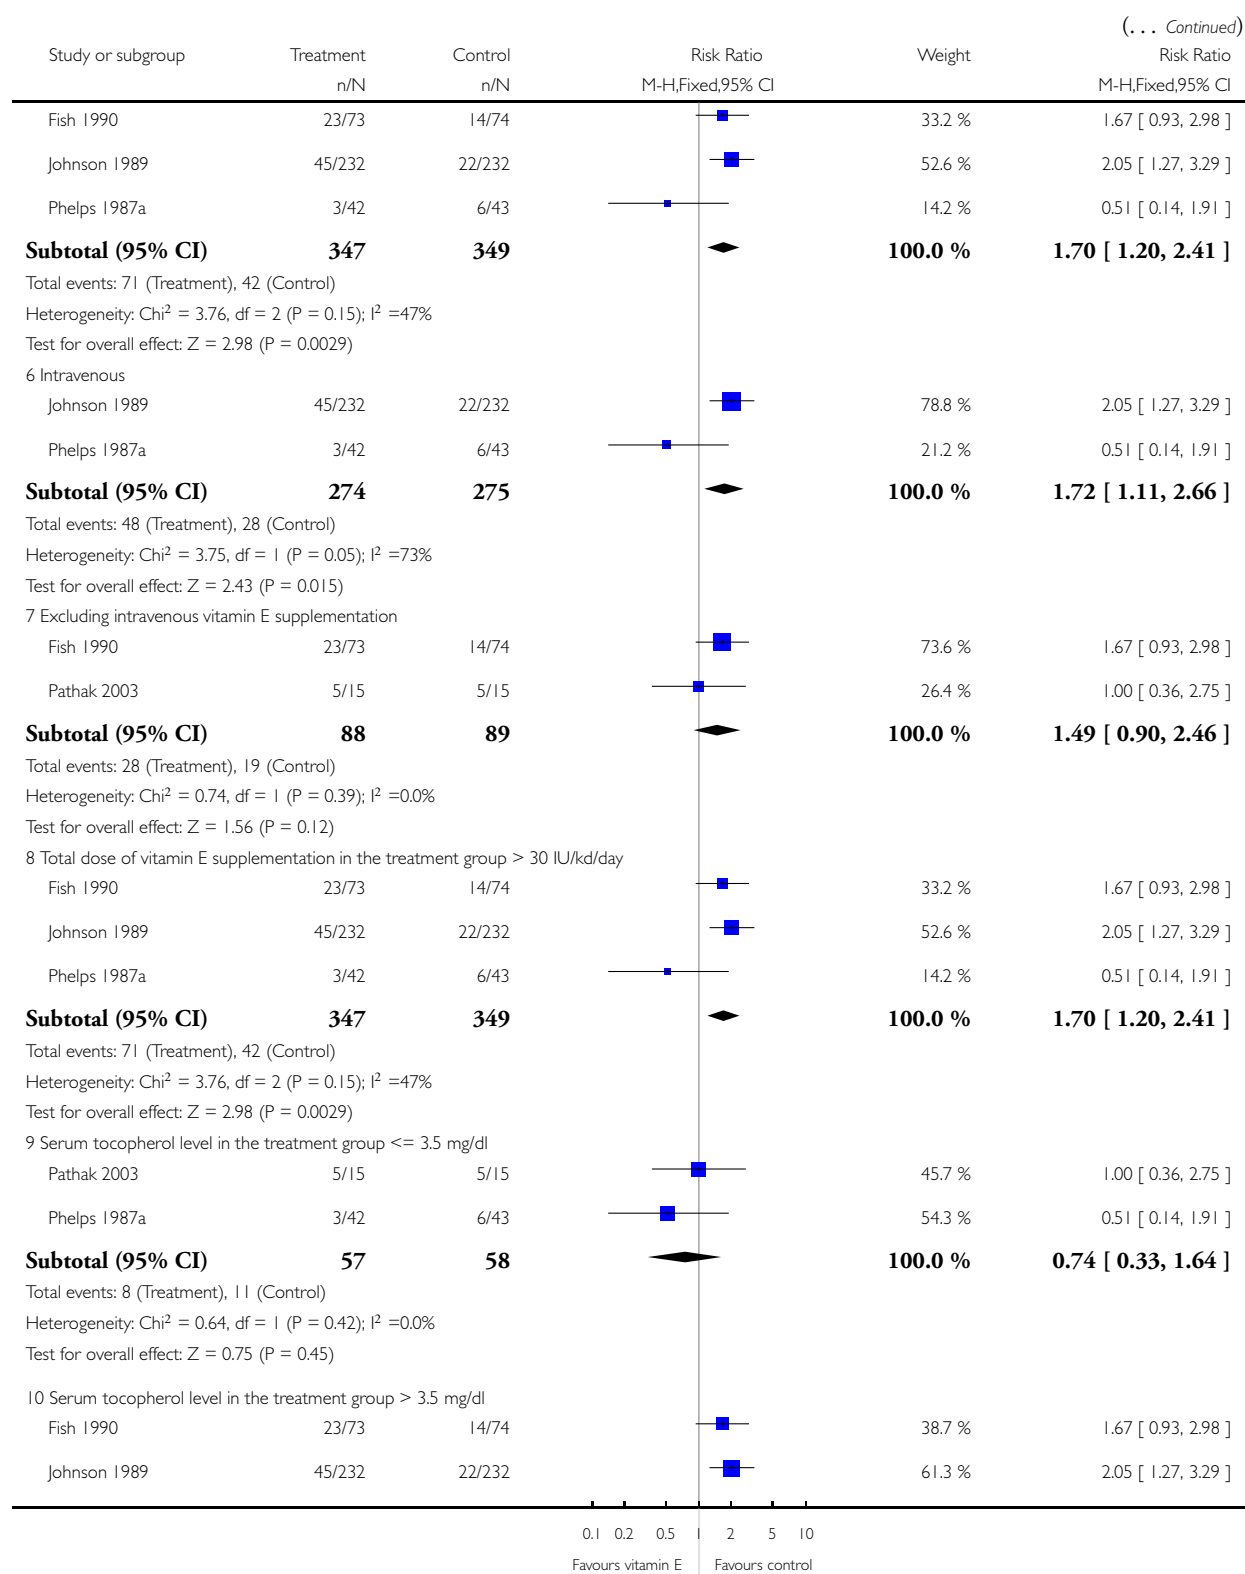 (... Continued)
Study or subgroup Treatment Control Risk Ratio Weight Risk Ratio
n/N n/N M-H,Fixed,95% CI M-H,Fixed,95% CI
Fish 1990 23/73 14/74 33.2 % 1.67 [ 0.93, 2.98 ]
Johnson 1989 45/232 22/232 52.6 % 2.05 [ 1.27, 3.29 ]
Phelps 1987a 3/42 6/43 14.2 % 0.51 [ 0.14, 1.91 ]
Subtotal (95% CI) 347 349 100.0 % 1.70 [ 1.20, 2.41 ]
Total events: 71 (Treatment), 42 (Control)
Heterogeneity: Chi² = 3.76, df = 2 (P = 0.15); I² =47%
Test for overall effect: Z = 2.98 (P = 0.0029)
6 Intravenous
Johnson 1989 45/232 22/232 78.8 % 2.05 [ 1.27, 3.29 ]
Phelps 1987a 3/42 6/43 21.2 % 0.51 [ 0.14, 1.91 ]
Subtotal (95% CI) 274 275 100.0 % 1.72 [ 1.11, 2.66 ]
Total events: 48 (Treatment), 28 (Control)
Heterogeneity: Chi² = 3.75, df = 1 (P = 0.05); I² =73%
Test for overall effect: Z = 2.43 (P = 0.015)
7 Excluding intravenous vitamin E supplementation
Fish 1990 23/73 14/74 73.6 % 1.67 [ 0.93, 2.98 ]
Pathak 2003 5/15 5/15 26.4 % 1.00 [ 0.36, 2.75 ]
Subtotal (95% CI) 88 89 100.0 % 1.49 [ 0.90, 2.46 ]
Total events: 28 (Treatment), 19 (Control)
Heterogeneity: Chi² = 0.74, df = 1 (P = 0.39); I² =0.0%
Test for overall effect: Z = 1.56 (P = 0.12)
8 Total dose of vitamin E supplementation in the treatment group > 30 IU/kd/day
Fish 1990 23/73 14/74 33.2 % 1.67 [ 0.93, 2.98 ]
Johnson 1989 45/232 22/232 52.6 % 2.05 [ 1.27, 3.29 ]
Phelps 1987a 3/42 6/43 14.2 % 0.51 [ 0.14, 1.91 ]
Subtotal (95% CI) 347 349 100.0 % 1.70 [ 1.20, 2.41 ]
Total events: 71 (Treatment), 42 (Control)
Heterogeneity: Chi² = 3.76, df = 2 (P = 0.15); I² =47%
Test for overall effect: Z = 2.98 (P = 0.0029)
9 Serum tocopherol level in the treatment group <= 3.5 mg/dl
Pathak 2003 5/15 5/15 45.7 % 1.00 [ 0.36, 2.75 ]
Phelps 1987a 3/42 6/43 54.3 % 0.51 [ 0.14, 1.91 ]
Subtotal (95% CI) 57 58 100.0 % 0.74 [ 0.33, 1.64 ]
Total events: 8 (Treatment), 11 (Control)
Heterogeneity: Chi² = 0.64, df = 1 (P = 0.42); I² =0.0%
Test for overall effect: Z = 0.75 (P = 0.45)
10 Serum tocopherol level in the treatment group > 3.5 mg/dl
Fish 1990 23/73 14/74 38.7 % 1.67 [ 0.93, 2.98 ]
Johnson 1989 45/232 22/232 61.3 % 2.05 [ 1.27, 3.29 ]
0.1 0.2 0.5 1 2 5 10
Favours vitamin E Favours control